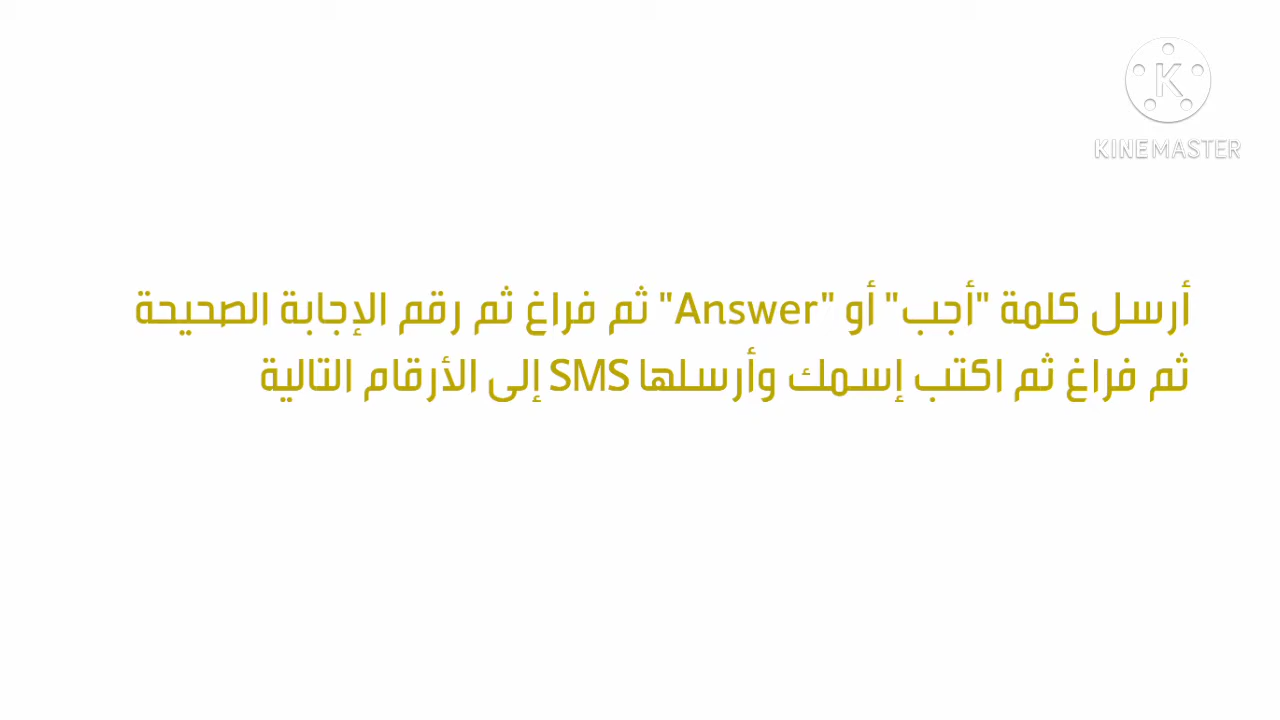 KINEMASTER
أرسل كلمة "أجب" أو "Answer" ثم فراغ ثم رقم الإجابة الصحيحة
ثم فراغ ثم اكتب إسمك وأرسلها SMS إلى الأرقام التالية